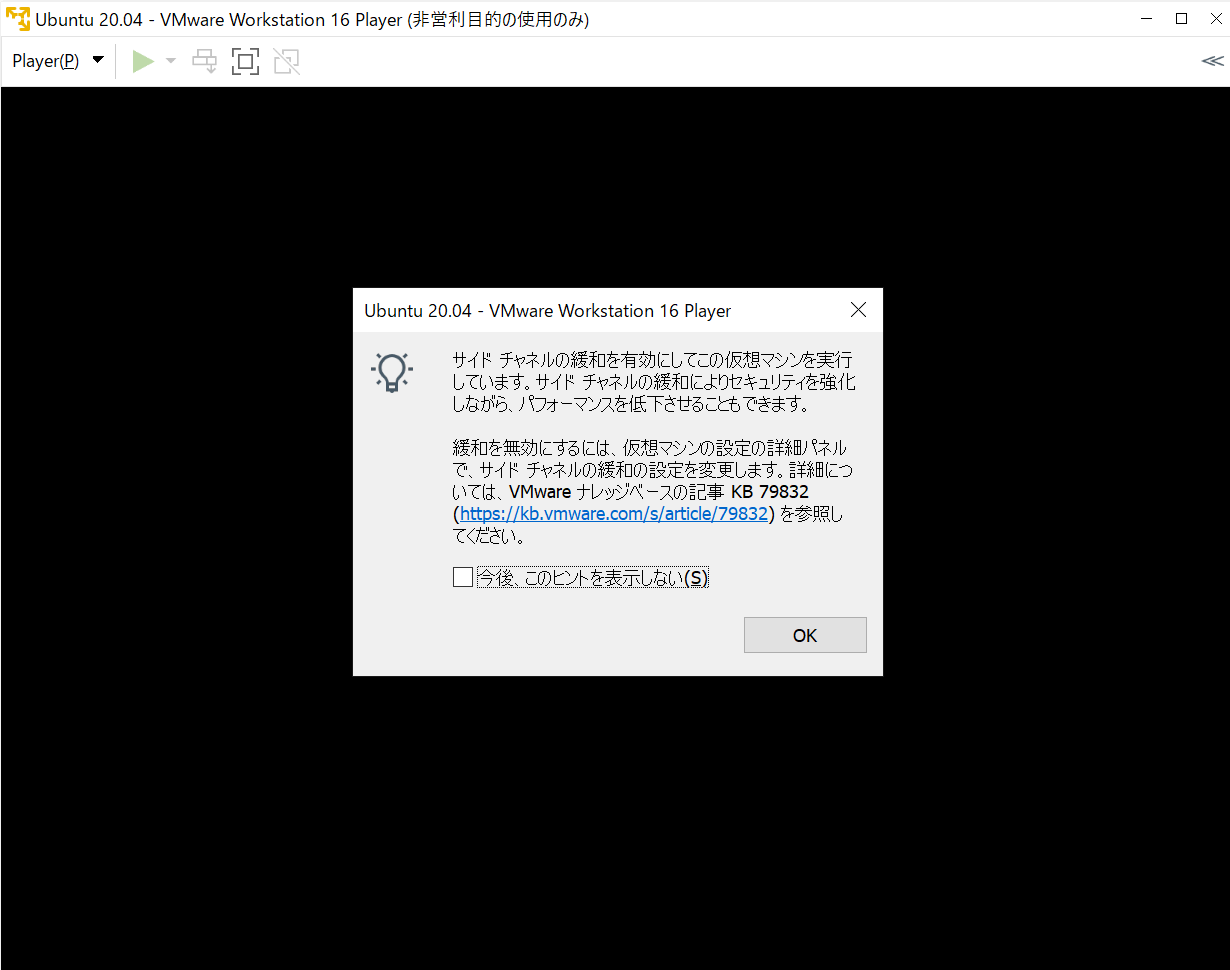 Ubuntu 20.04 - VMware Workstation 16 Player (非営利目的の使用のみ)
Player(P)
Ubuntu 20.04 - VMware Workstation 16 Player
サイド チャネルの緩和を有効にしてこの仮想マシンを実行
しています。サイド チャネルの緩和によりセキュリティを強化
しながら、パフォーマンスを低下させることもできます。
緩和を無効にするには、仮想マシンの設定の詳細パネル
で、サイド チャネルの緩和の設定を変更します。詳細につ
いては、VMware ナレッジベースの記事 KB 79832
(https://kb.vmware.com/s/article/79832) を参照し
てください。
今後、このヒントを表示しない(S)
OK